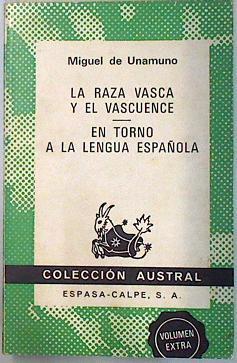 Miguel de Unamuno
LA RAZA VASCA
Y EL VASCUENCE
EN TORNO
A LA LENGUA ESPAÑOLA
COLECCIÓN AUSTRAL
ESPASA-CALPE, S. A.
VOLUMEN
EXTRA